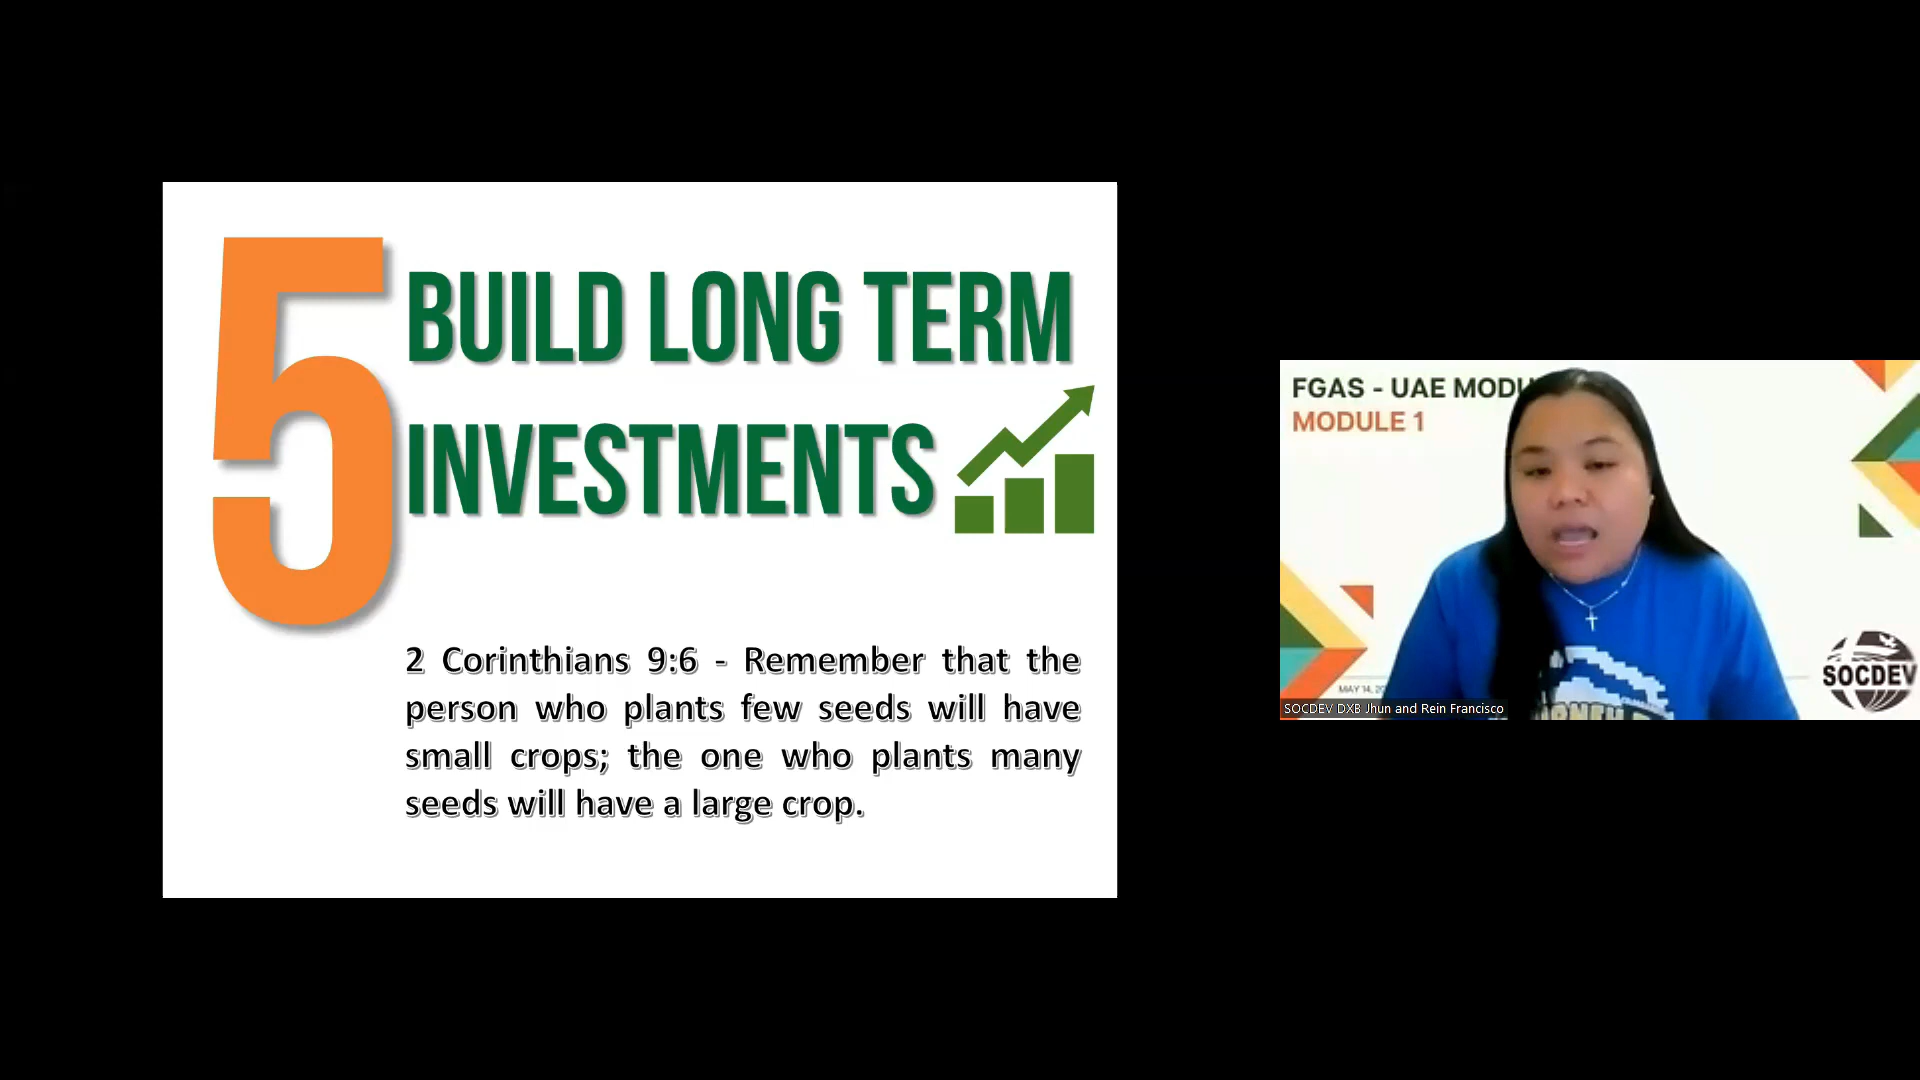 5
BUILD LONG TERM
INVESTMENTS
2 Corinthians 9:6 - Remember that the
person who plants few seeds will have
small crops; the one who plants many
seeds will have a large crop.
FGAS - UAE
MODULE 1
MAY 14,
SOCDEV
SOCDEV DXB Jhun and Rein Francisco